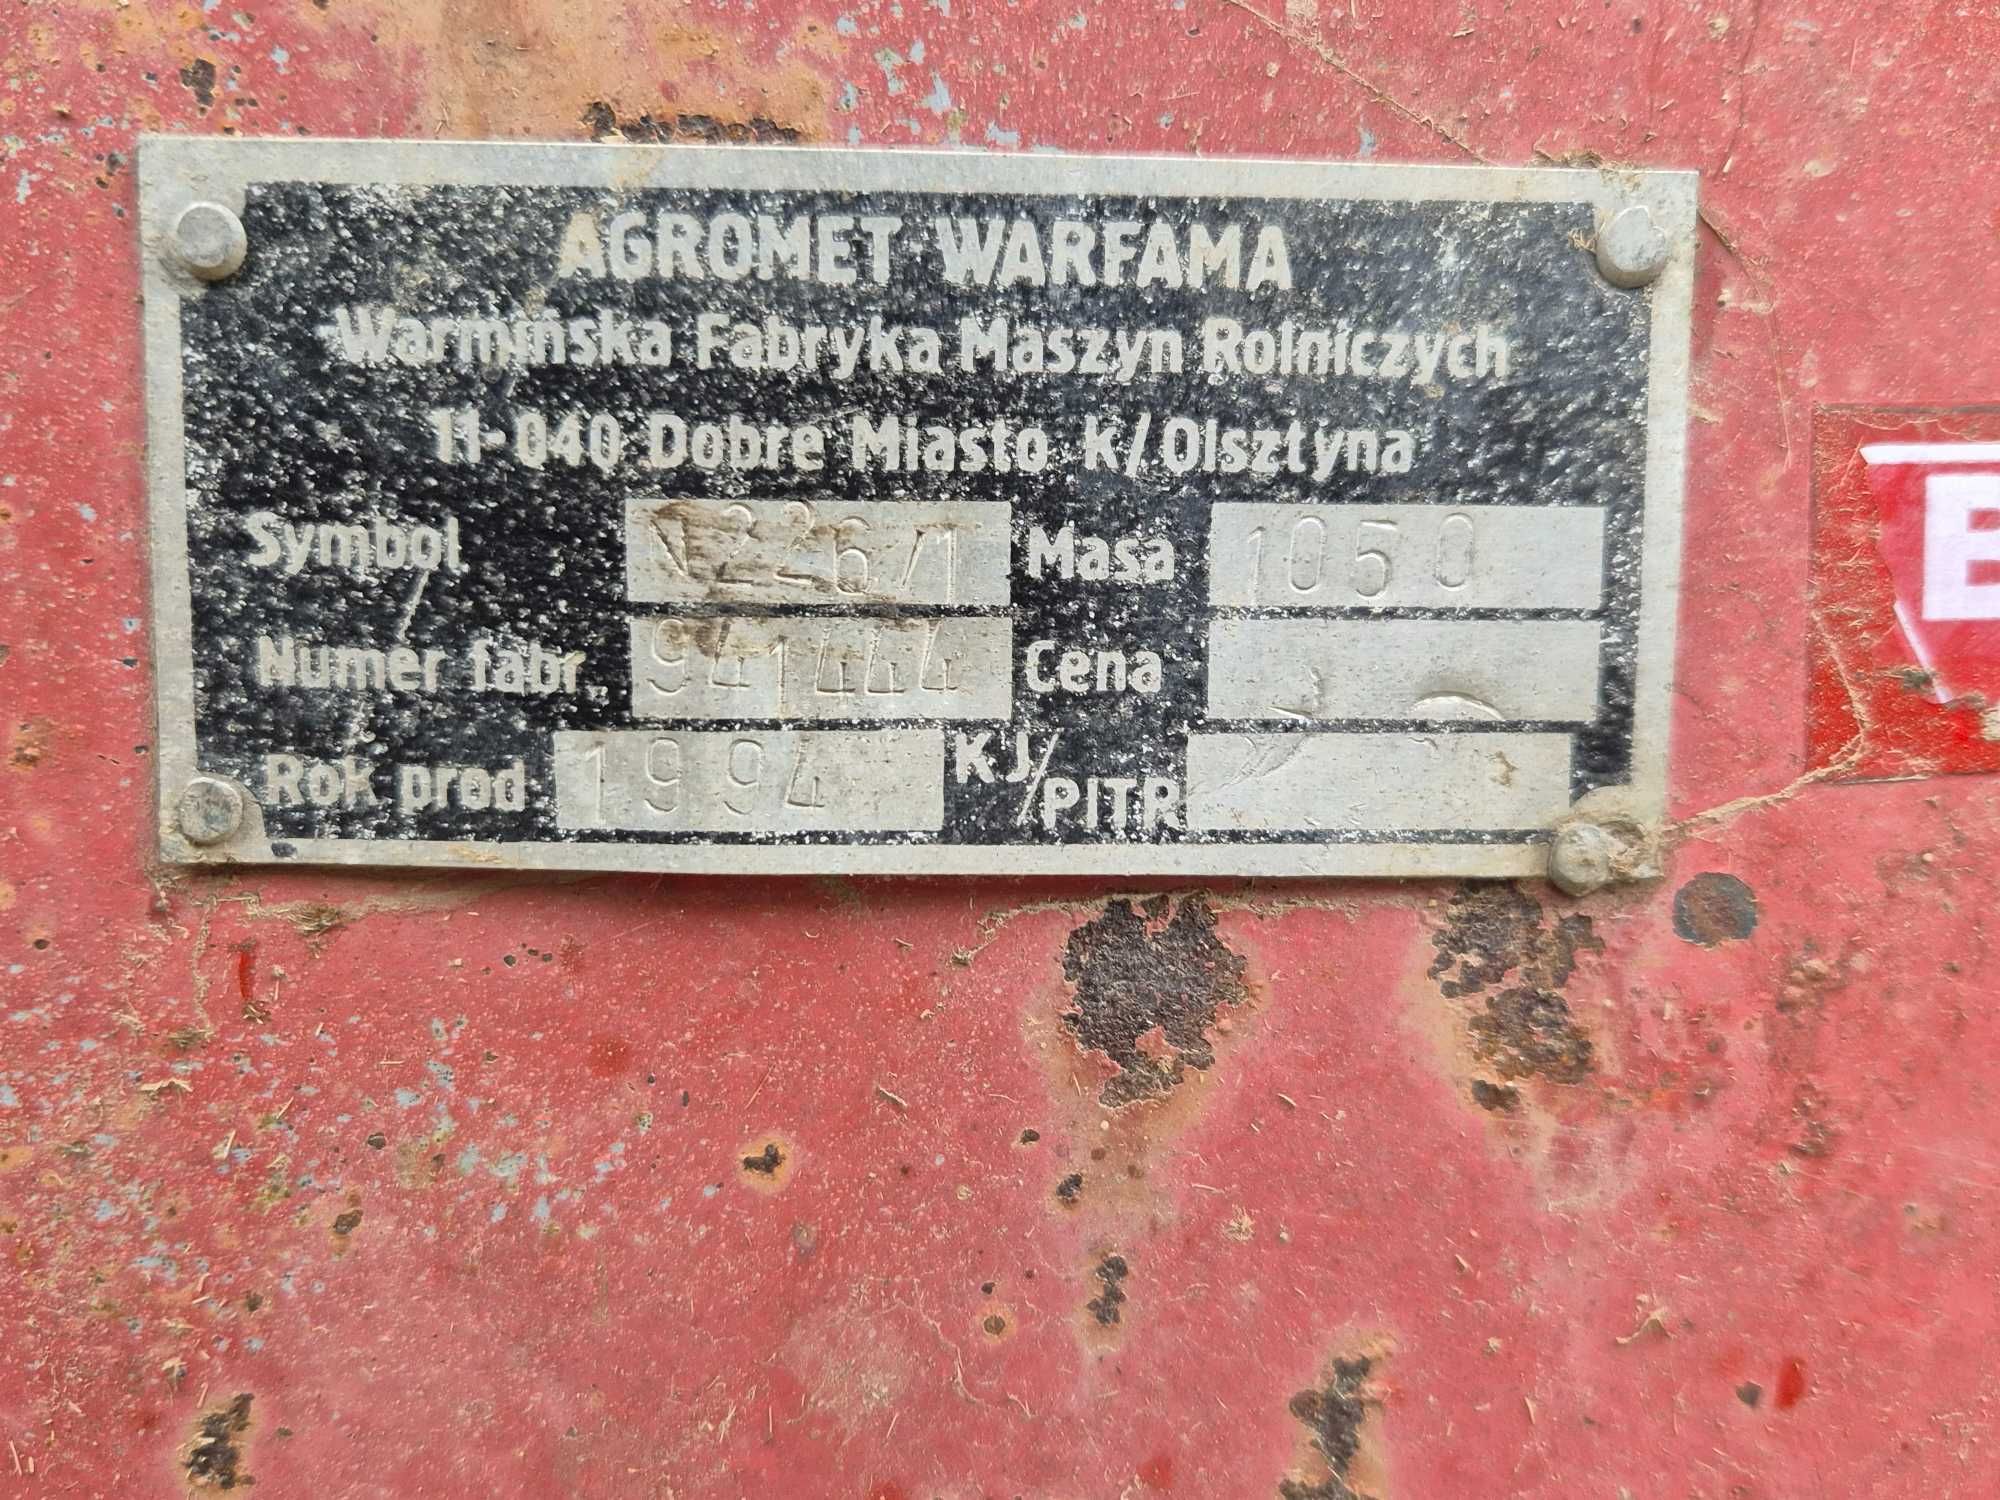 AGROMET-WARFAMA
Warmińska Fabryka Maszyn Rolniczych
11-040 Dobre Miasto k/Olsztyna
Symbol N226/1 Masa 1050
Numer fabr. 941444 Cena
Rok prod. 1994 KJ/PITR